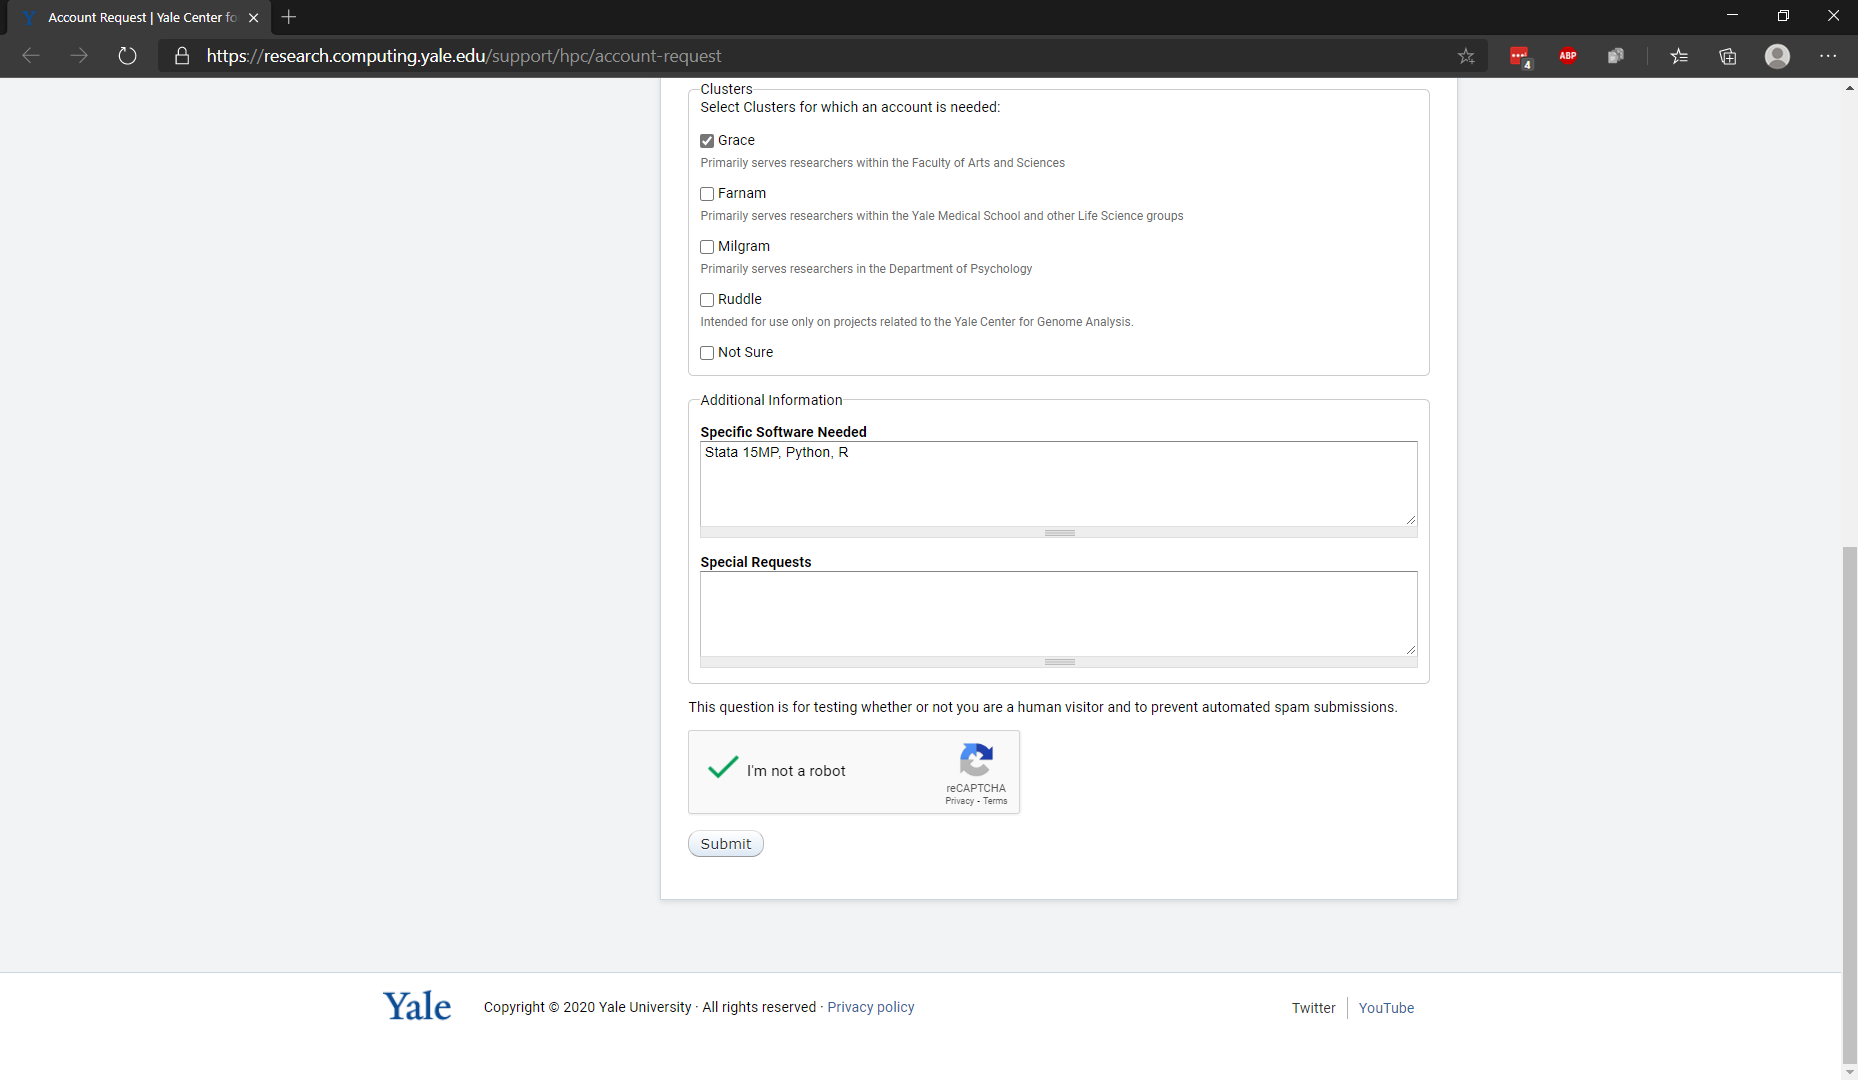 Account Request | Yale Center fo
https://research.computing.yale.edu/support/hpc/account-request
4
ABP
Clusters
Select Clusters for which an account is needed:
Grace
Primarily serves researchers within the Faculty of Arts and Sciences
Farnam
Primarily serves researchers within the Yale Medical School and other Life Science groups
Milgram
Primarily serves researchers in the Department of Psychology
Ruddle
Intended for use only on projects related to the Yale Center for Genome Analysis.
Not Sure
Additional Information
Specific Software Needed
Stata 15MP, Python, R
Special Requests
This question is for testing whether or not you are a human visitor and to prevent automated spam submissions.
I'm not a robot
reCAPTCHA
Privacy - Terms
Submit
Yale
Copyright © 2020 Yale University · All rights reserved · Privacy policy
Twitter
YouTube